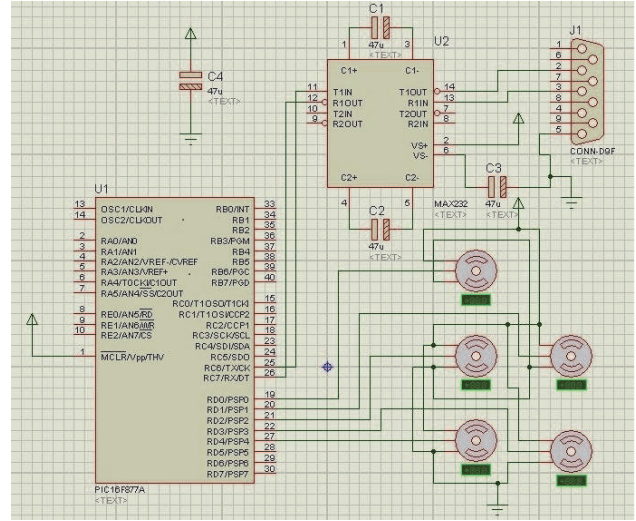 C1
1
3
47u
<TEXT>
U2
J1
C1+ C1-
11 T1IN T1OUT 14
12 R1OUT R1IN 13
10 T2IN T2OUT 7
9 R2OUT R2IN 8
VS+ 2
VS- 6
C2+ C2-
4 5
MAX232
<TEXT>
C2
47u
<TEXT>
C3
47u
<TEXT>
1
6
2
7
3
8
4
9
5
CONN-D9F
<TEXT>
C4
47u
<TEXT>
U1
13 OSC1/CLKIN RB0/INT 33
14 OSC2/CLKOUT RB1 34
RB2 35
2 RA0/AN0 RB3/PGM 36
3 RA1/AN1 RB4 37
4 RA2/AN2/VREF-/CVREF RB5 38
5 RA3/AN3/VREF+ RB6/PGC 39
6 RA4/T0CKI/C1OUT RB7/PGD 40
7 RA5/AN4/SS/C2OUT
RC0/T1OSO/T1CKI 15
8 RE0/AN5/RD RC1/T1OSI/CCP2 16
9 RE1/AN6/WR RC2/CCP1 17
10 RE2/AN7/CS RC3/SCK/SCL 18
RC4/SDI/SDA 23
1 MCLR/Vpp/THV RC5/SDO 24
RC6/TX/CK 25
RC7/RX/DT 26
RD0/PSP0 19
RD1/PSP1 20
RD2/PSP2 21
RD3/PSP3 22
RD4/PSP4 27
RD5/PSP5 28
RD6/PSP6 29
RD7/PSP7 30
PIC16F877A
<TEXT>